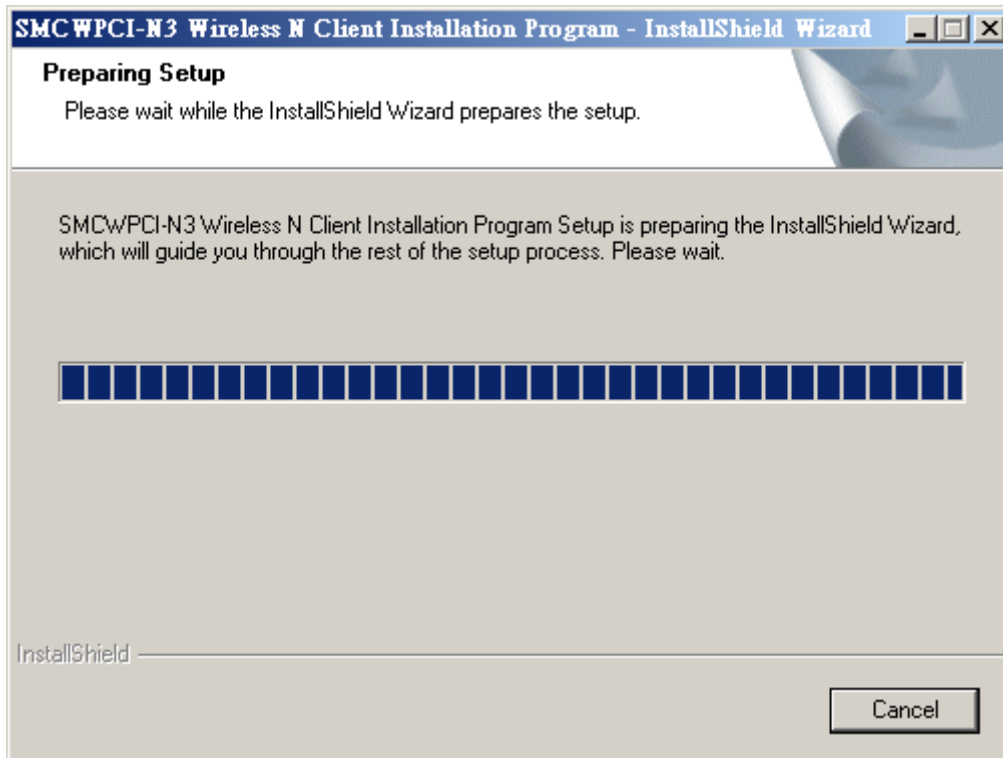 SMCWPCI-N3 Wireless N Client Installation Program - InstallShield Wizard
Preparing Setup
Please wait while the InstallShield Wizard prepares the setup.
SMCWPCI-N3 Wireless N Client Installation Program Setup is preparing the InstallShield Wizard,
which will guide you through the rest of the setup process. Please wait.
InstallShield
Cancel